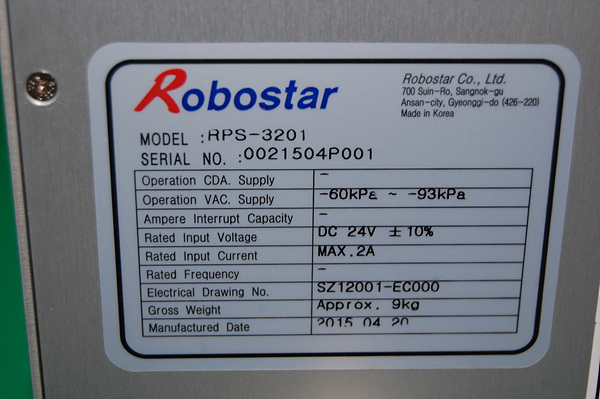 Robostar
Robostar Co., Ltd.
700 Suin-Ro, Sangnok-gu
Ansan-city, Gyeonggi-do (426-220)
Made in Korea
MODEL : RPS-3201
SERIAL NO. : 0021504P001
Operation CDA. Supply -
Operation VAC. Supply -60kPa ~ -93kPa
Ampere Interrupt Capacity -
Rated Input Voltage DC 24V ±10%
Rated Input Current MAX.2A
Rated Frequency -
Electrical Drawing No. SZ12001-EC000
Gross Weight Approx. 9kg
Manufactured Date 2015.04.20